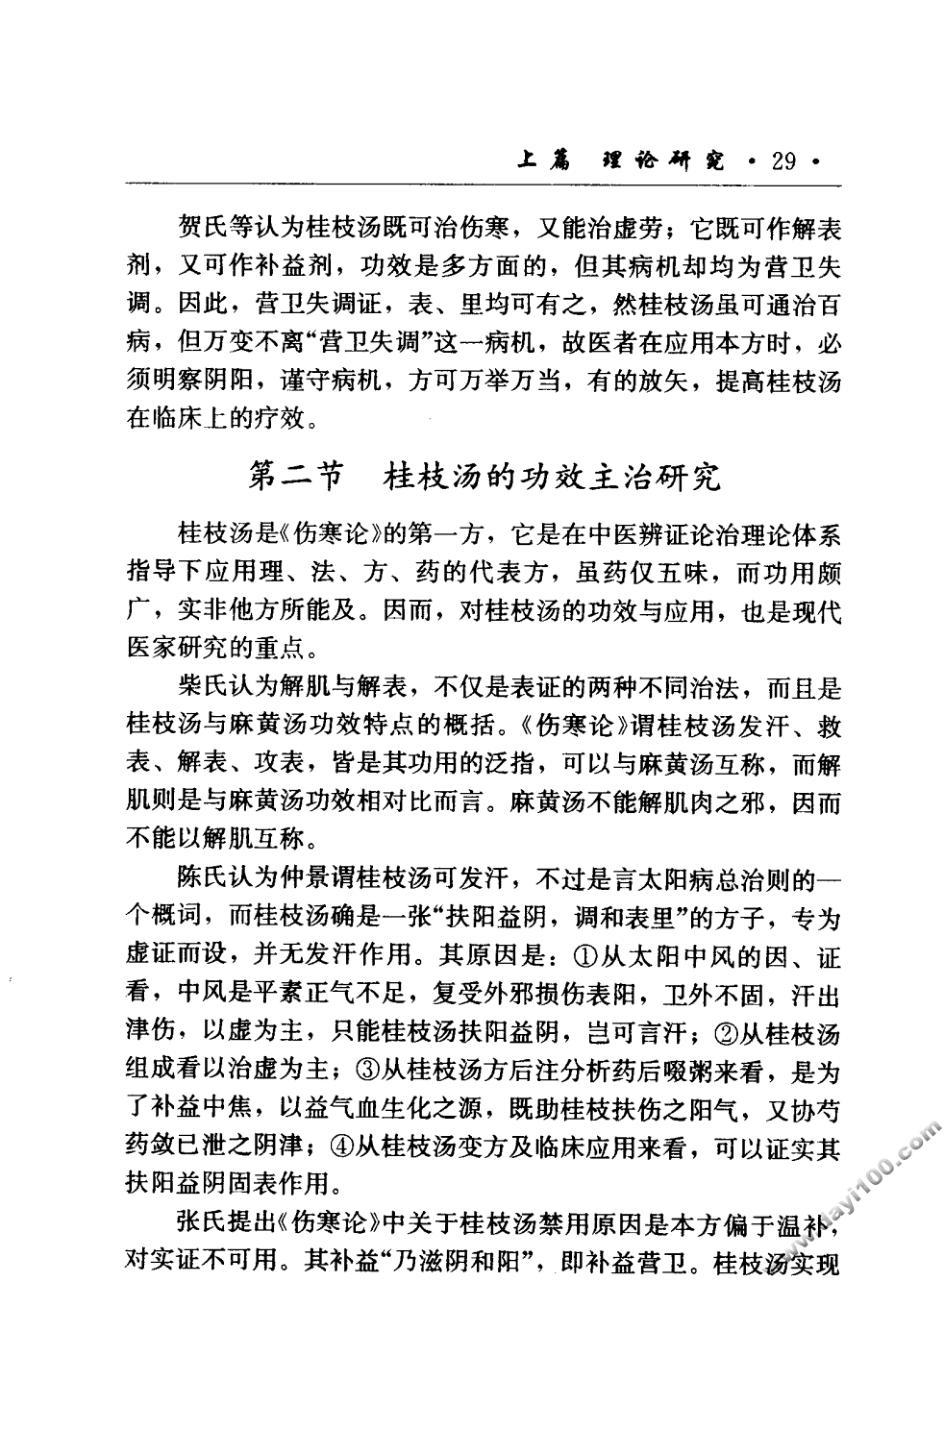 上篇 理论研究 ·29·
贺氏等认为桂枝汤既可治伤寒，又能治虚劳；它既可作解表
剂，又可作补益剂，功效是多方面的，但其病机却均为营卫失
调。因此，营卫失调证，表、里均可有之，然桂枝汤虽可通治百
病，但万变不离“营卫失调”这一病机，故医者在应用本方时，必
须明察阴阳，谨守病机，方可万举万当，有的放矢，提高桂枝汤
在临床上的疗效。
第二节 桂枝汤的功效主治研究
桂枝汤是《伤寒论》的第一方，它是在中医辨证论治理论体系
指导下应用理、法、方、药的代表方，虽药仅五味，而功用颇
广，实非他方所能及。因而，对桂枝汤的功效与应用，也是现代
医家研究的重点。
柴氏认为解肌与解表，不仅是表证的两种不同治法，而且是
桂枝汤与麻黄汤功效特点的概括。《伤寒论》谓桂枝汤发汗、救
表、解表、攻表，皆是其功用的泛指，可以与麻黄汤互称，而解
肌则是与麻黄汤功效相对比而言。麻黄汤不能解肌肉之邪，因而
不能以解肌互称。
陈氏认为仲景谓桂枝汤可发汗，不过是言太阳病总治则的一
个概词，而桂枝汤确是一张“扶阳益阴，调和表里”的方子，专为
虚证而设，并无发汗作用。其原因是：①从太阳中风的因、证
看，中风是平素正气不足，复受外邪损伤表阳，卫外不固，汗出
津伤，以虚为主，只能桂枝汤扶阳益阴，岂可言汗；②从桂枝汤
组成看以治虚为主；③从桂枝汤方后注分析药后啜粥来看，是为
了补益中焦，以益气血生化之源，既助桂枝扶伤之阳气，又协芍
药敛已泄之阴津；④从桂枝汤变方及临床应用来看，可以证实其
扶阳益阴固表作用。
张氏提出《伤寒论》中关于桂枝汤禁用原因是本方偏于温补，
对实证不可用。其补益“乃滋阴和阳”，即补益营卫。桂枝汤实现
www.dayi100.com